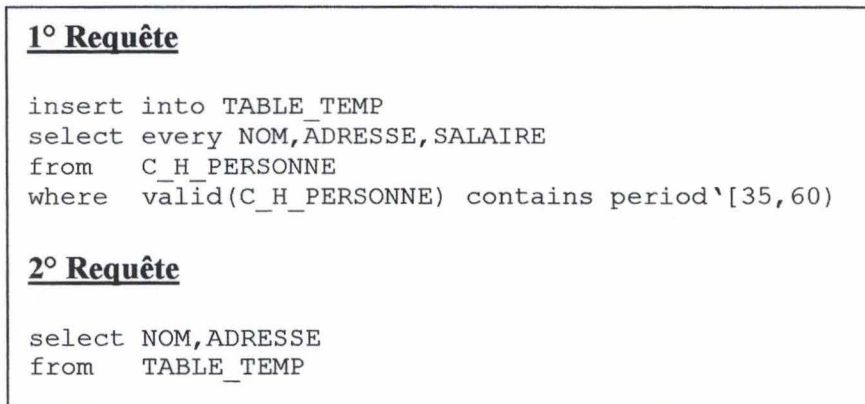 1° Requête
insert into TABLE_TEMP
select every NOM,ADRESSE,SALAIRE
from C_H_PERSONNE
where valid(C_H_PERSONNE) contains period`[35,60)
2° Requête
select NOM,ADRESSE
from TABLE_TEMP